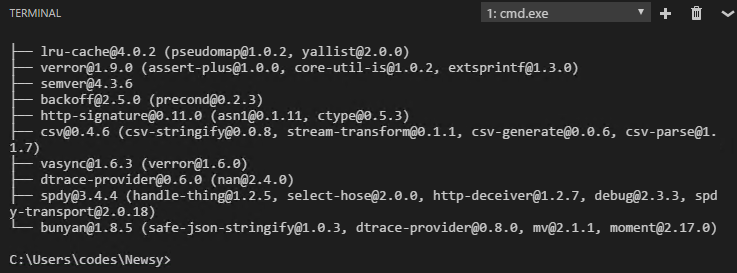 TERMINAL
1: cmd.exe
├── lru-cache@4.0.2 (pseudomap@1.0.2, yallist@2.0.0)
├── verror@1.9.0 (assert-plus@1.0.0, core-util-is@1.0.2, extsprintf@1.3.0)
├── semver@4.3.6
├── backoff@2.5.0 (precond@0.2.3)
├── http-signature@0.11.0 (asn1@0.1.11, ctype@0.5.3)
├── csv@0.4.6 (csv-stringify@0.0.8, stream-transform@0.1.1, csv-generate@0.0.6, csv-parse@1.
1.7)
├── vasync@1.6.3 (verror@1.6.0)
├── dtrace-provider@0.6.0 (nan@2.4.0)
├── spdy@3.4.4 (handle-thing@1.2.5, select-hose@2.0.0, http-deceiver@1.2.7, debug@2.3.3, spd
y-transport@2.0.18)
└── bunyan@1.8.5 (safe-json-stringify@1.0.3, dtrace-provider@0.8.0, mv@2.1.1, moment@2.17.0)
C:\Users\codes\Newsy>